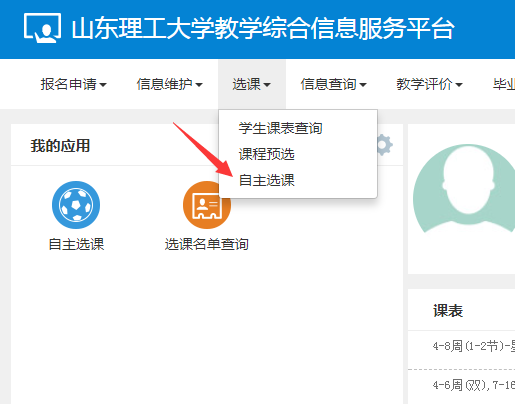 山东理工大学教学综合信息服务平台
报名申请 信息维护 选课 信息查询 教学评价 毕业
学生课表查询
课程预选
自主选课
我的应用
自主选课 选课名单查询
课表
4-8周(1-2节)-
4-6周(双),7-16